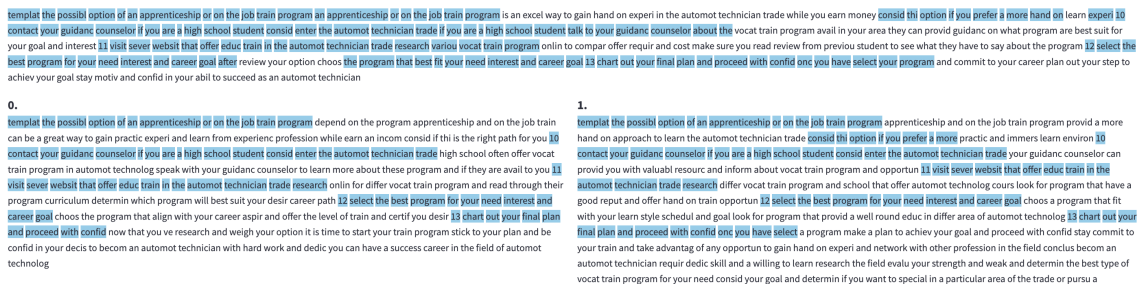 templat the possibl option of an apprenticeship or on the job train program an apprenticeship or on the job train program is an excel way to gain hand on experi in the automot technician trade while you earn money consid thi option if you prefer a more hand on learn experi 10
contact your guidanc counselor if you are a high school student consid enter the automot technician trade if you are a high school student talk to your guidanc counselor about the vocat train program avail in your area they can provid guidanc on what program are best suit for
your goal and interest 11 visit sever websit that offer educ train in the automot technician trade research variou vocat train program onlin to compar offer requir and cost make sure you read review from previou student to see what they have to say about the program 12 select the
best program for your need interest and career goal after review your option choos the program that best fit your need interest and career goal 13 chart out your final plan and proceed with confid onc you have select your program and commit to your career plan out your step to
achiev your goal stay motiv and confid in your abil to succeed as an automot technician
0.
templat the possibl option of an apprenticeship or on the job train program depend on the program apprenticeship and on the job train
can be a great way to gain practic experi and learn from experienc profession while earn an incom consid if thi is the right path for you 10
contact your guidanc counselor if you are a high school student consid enter the automot technician trade high school often offer vocat
train program in automot technolog speak with your guidanc counselor to learn more about these program and if they are avail to you 11
visit sever websit that offer educ train in the automot technician trade research onlin for differ vocat train program and read through their
program curriculum determin which program will best suit your desir career path 12 select the best program for your need interest and
career goal choos the program that align with your career aspir and offer the level of train and certif you desir 13 chart out your final plan
and proceed with confid now that you ve research and weigh your option it is time to start your train program stick to your plan and be
confid in your decis to becom an automot technician with hard work and dedic you can have a success career in the field of automot
technolog
1.
templat the possibl option of an apprenticeship or on the job train program apprenticeship and on the job train program provid a more
hand on approach to learn the automot technician trade consid thi option if you prefer a more practic and immers learn environ 10
contact your guidanc counselor if you are a high school student consid enter the automot technician trade your guidanc counselor can
provid you with valuabl resourc and inform about vocat train program and opportun 11 visit sever websit that offer educ train in the
automot technician trade research differ vocat train program and school that offer automot technolog cours look for program that have a
good reput and offer hand on train opportun 12 select the best program for your need interest and career goal choos a program that fit
with your learn style schedul and goal look for program that provid a well round educ in differ area of automot technolog 13 chart out your
final plan and proceed with confid onc you have select a program make a plan to achiev your goal and proceed with confid stay commit to
your train and take advantag of any opportun to gain hand on experi and network with other profession in the field conclus becom an
automot technician requir dedic skill and a willing to learn research the field evalu your strength and weak and determin the best type of
vocat train program for your need consid your goal and determin if you want to special in a particular area of the trade or pursu a